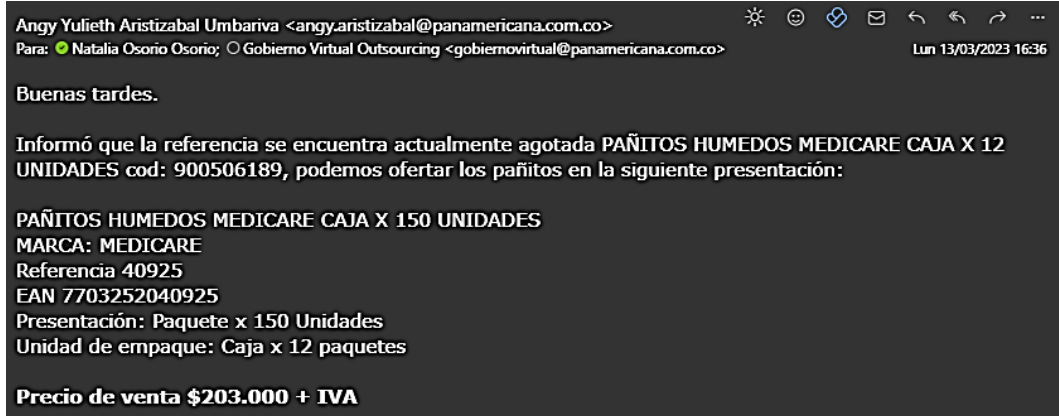 Angy Yulieth Aristizabal Umbariva <angy.aristizabal@panamericana.com.co>
Para: Natalia Osorio Osorio; Gobierno Virtual Outsourcing <gobiernovirtual@panamericana.com.co>
Lun 13/03/2023 16:36
Buenas tardes.
Informó que la referencia se encuentra actualmente agotada PAÑITOS HUMEDOS MEDICARE CAJA X 12
UNIDADES cod: 900506189, podemos ofertar los pañitos en la siguiente presentación:
PAÑITOS HUMEDOS MEDICARE CAJA X 150 UNIDADES
MARCA: MEDICARE
Referencia 40925
EAN 7703252040925
Presentación: Paquete x 150 Unidades
Unidad de empaque: Caja x 12 paquetes
Precio de venta $203.000 + IVA